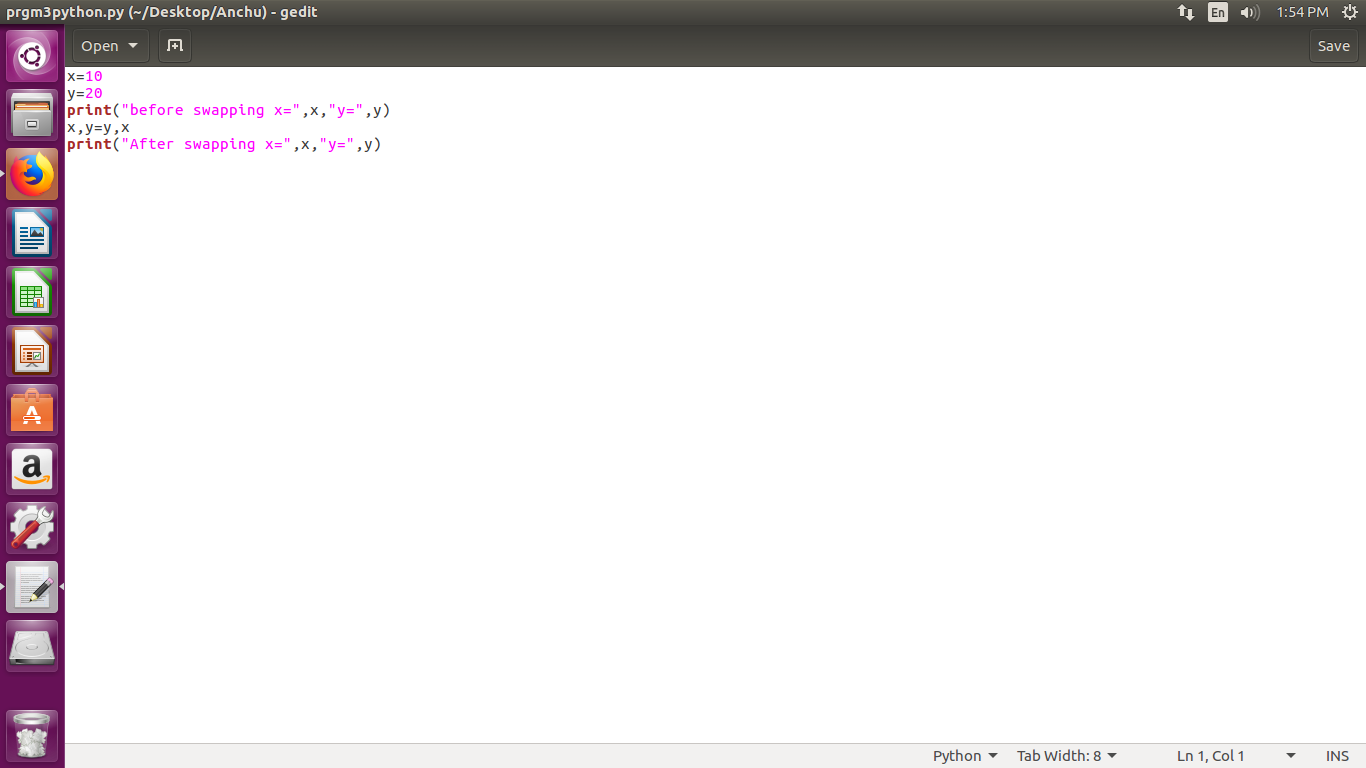 prgm3python.py (~/Desktop/Anchu) - gedit
En
1:54 PM
Open
Save
x=10
y=20
print("before swapping x=",x,"y=",y)
x,y=y,x
print("After swapping x=",x,"y=",y)
Python
Tab Width: 8
Ln 1, Col 1
INS